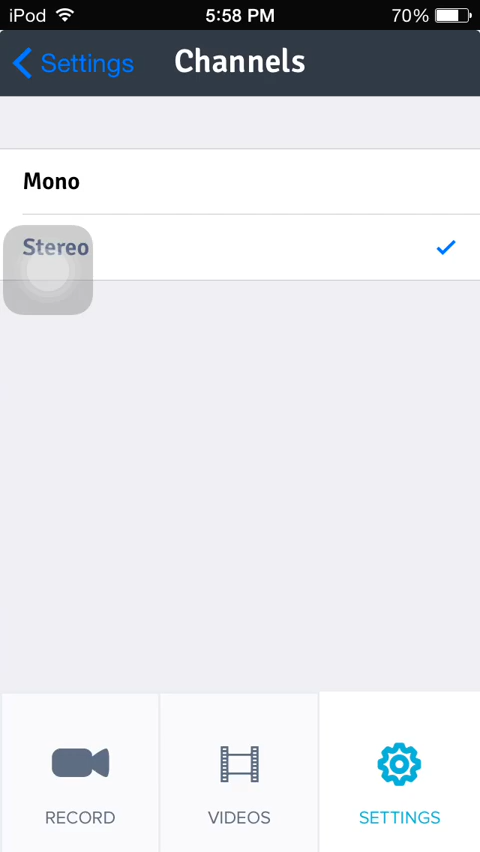 iPod 5:58 PM 70%
Settings Channels
Mono
Stereo
RECORD VIDEOS SETTINGS